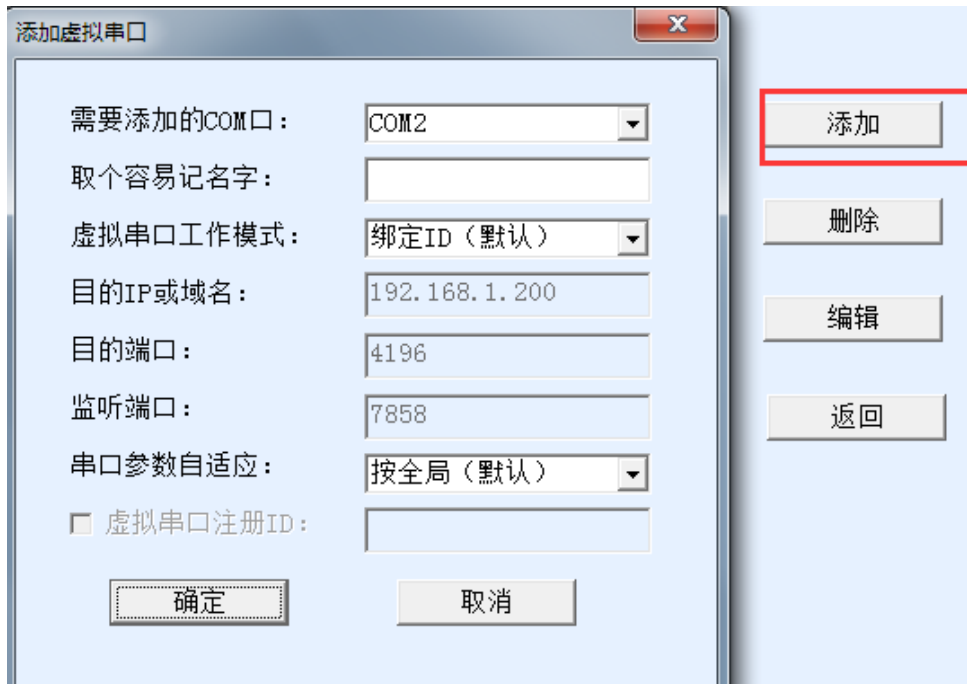 添加虚拟串口
需要添加的COM口：
COM2
添加
取个容易记名字：
虚拟串口工作模式：
绑定ID（默认）
删除
目的IP或域名：
192.168.1.200
编辑
目的端口：
4196
监听端口：
7858
返回
串口参数自适应：
按全局（默认）
虚拟串口注册ID：
确定
取消